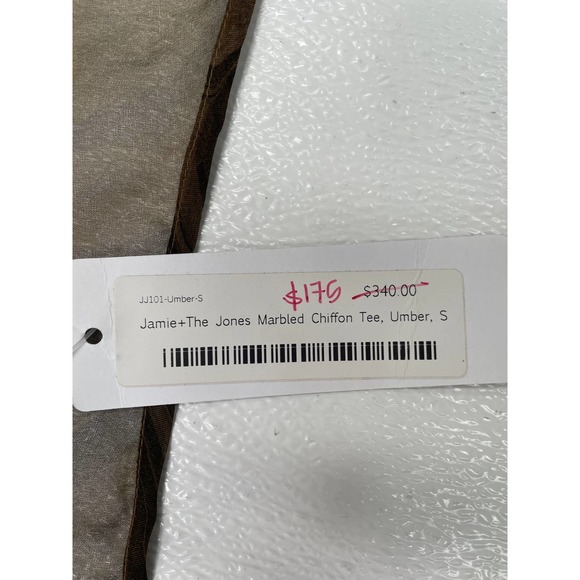 JJ101-Umber-S $175 $340.00
Jamie+The Jones Marbled Chiffon Tee, Umber, S